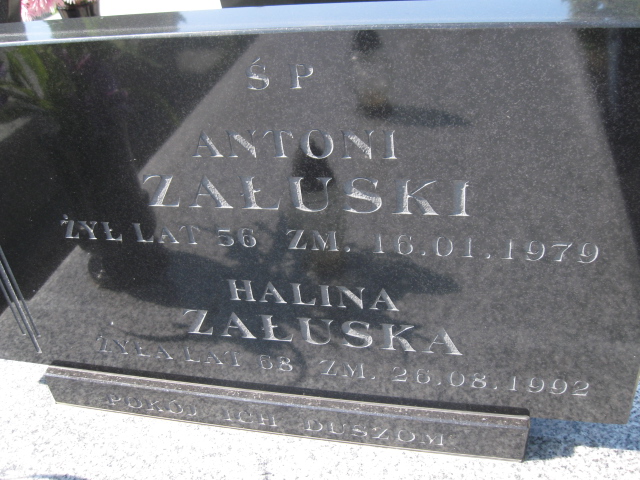 Ś P
ANTONI
ZAŁUSKI
ŻYŁ LAT 56 ZM. 16.01.1979
HALINA
ZAŁUSKA
ŻYŁA LAT 68 ZM. 26.08.1992
POKÓJ ICH DUSZOM